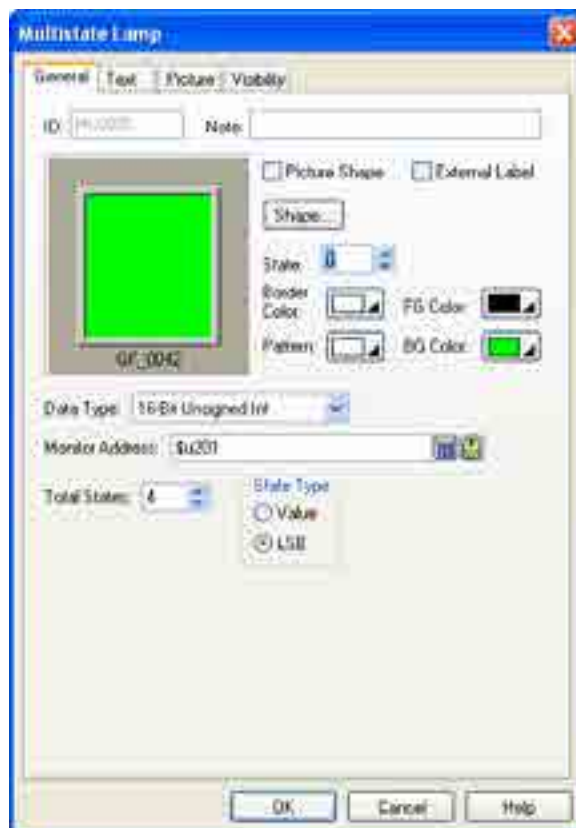 Multistate Lamp
General Text Picture Visibility
ID: Note:
Picture Shape External Label
Shape...
State: 0
Border Color: FG Color:
Pattern: BG Color:
GF_0042
Data Type: 16-Bit Unsigned Int
Monitor Address: $u201
Total States: 4
State Type
Value
LSB
OK Cancel Help